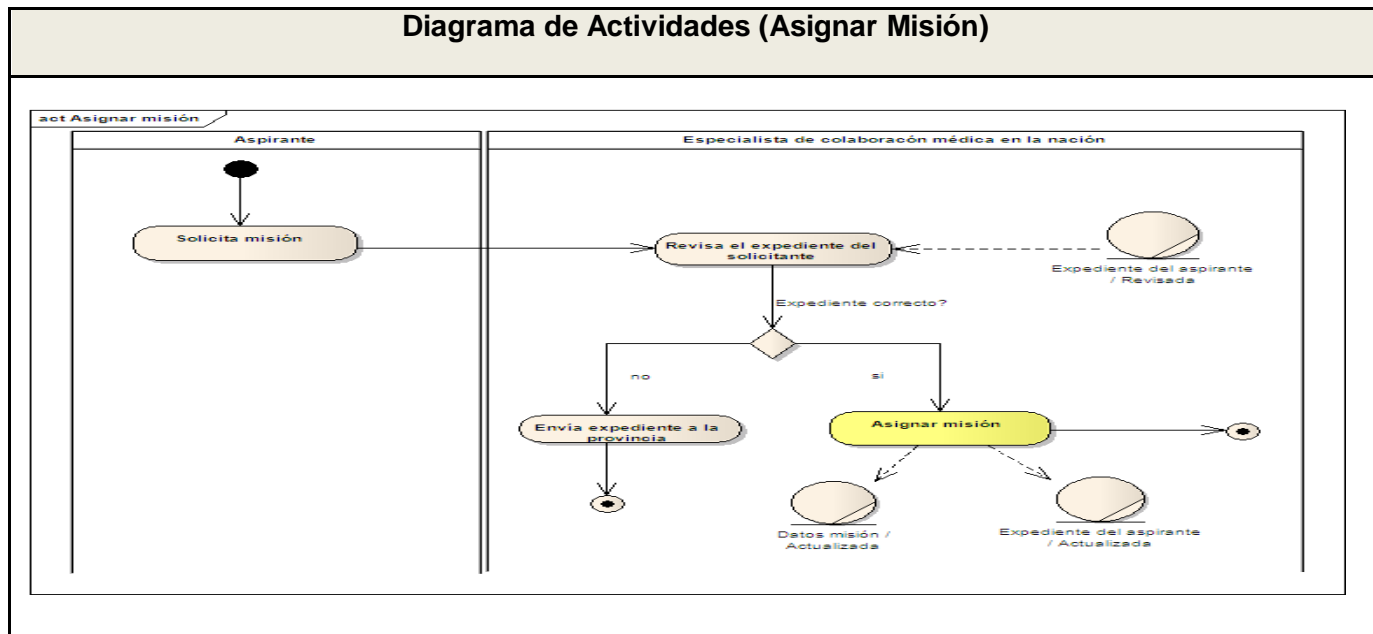 Diagrama de Actividades (Asignar Misión)
act Asignar misión
Aspirante
Especialista de colaboracón médica en la nación
Solicita misión
Revisa el expediente del
solicitante
Expediente del aspirante
/ Revisada
Expediente correcto?
no
si
Envía expediente a la
provincia
Asignar misión
Datos misión /
Actualizada
Expediente del aspirante
/ Actualizada